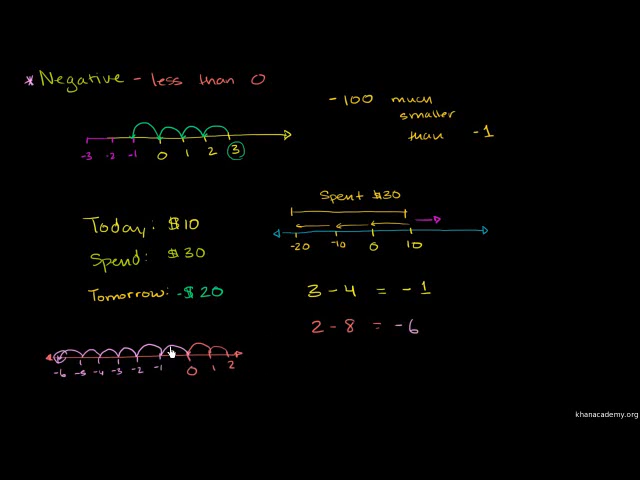 * Negative - less than 0
-100 much
smaller
than -1
-3 -2 -1 0 1 2 3
Spent $30
Today: $10
-20 -10 0 10
Spend: $30
Tomorrow: -$20
3 - 4 = -1
2 - 8 = -6
-6 -5 -4 -3 -2 -1 0 1 2
khanacademy.org